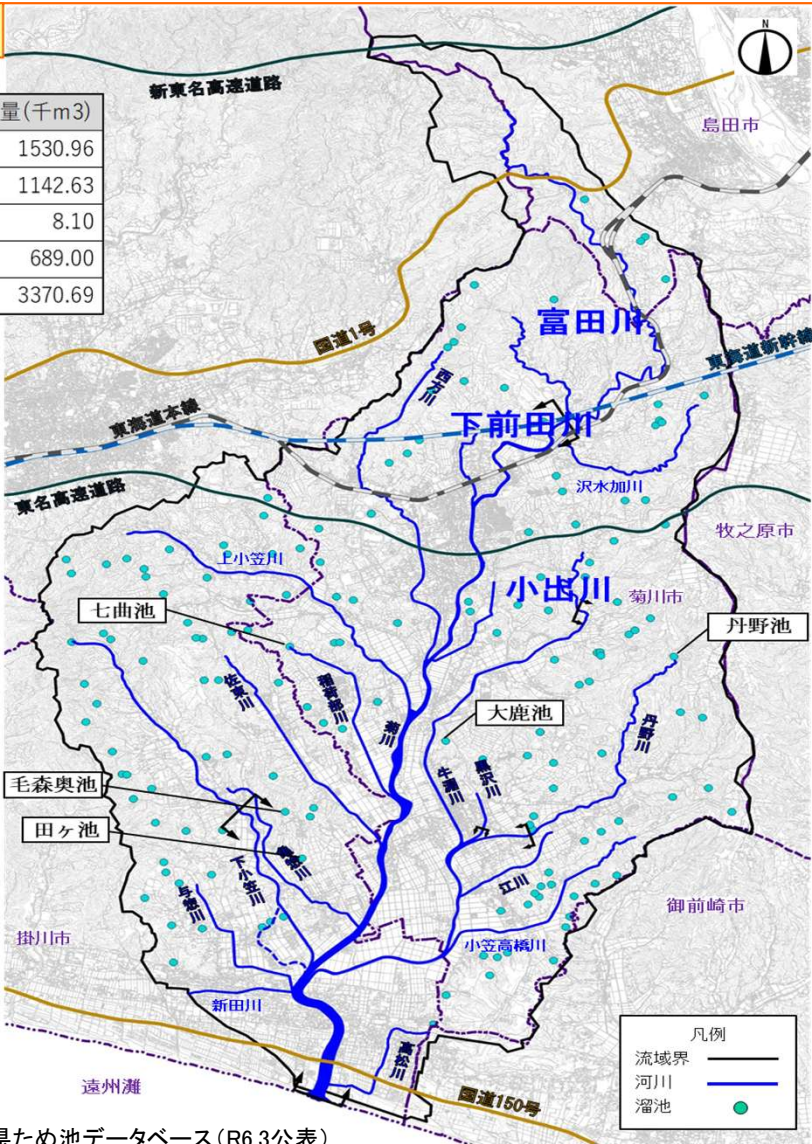 N
新東名高速道路
島田市
量(千m3)
1530.96
1142.63
8.10
689.00
3370.69
国道1号
富田川
東海道新幹線
西方川
下前田川
東海道本線
沢水加川
東名高速道路
牧之原市
上小笠川
小出川
菊川市
七曲池
丹野池
佐束川
稲荷部川
菊川
大鹿池
丹野川
牛淵川
黒沢川
毛森奥池
田ヶ池
亀惣川
下小笠川
与惣川
江川
御前崎市
掛川市
小笠高橋川
新田川
高松川
遠州灘
国道150号
凡例
流域界
河川
溜池
県ため池データベース(R6.3公表)